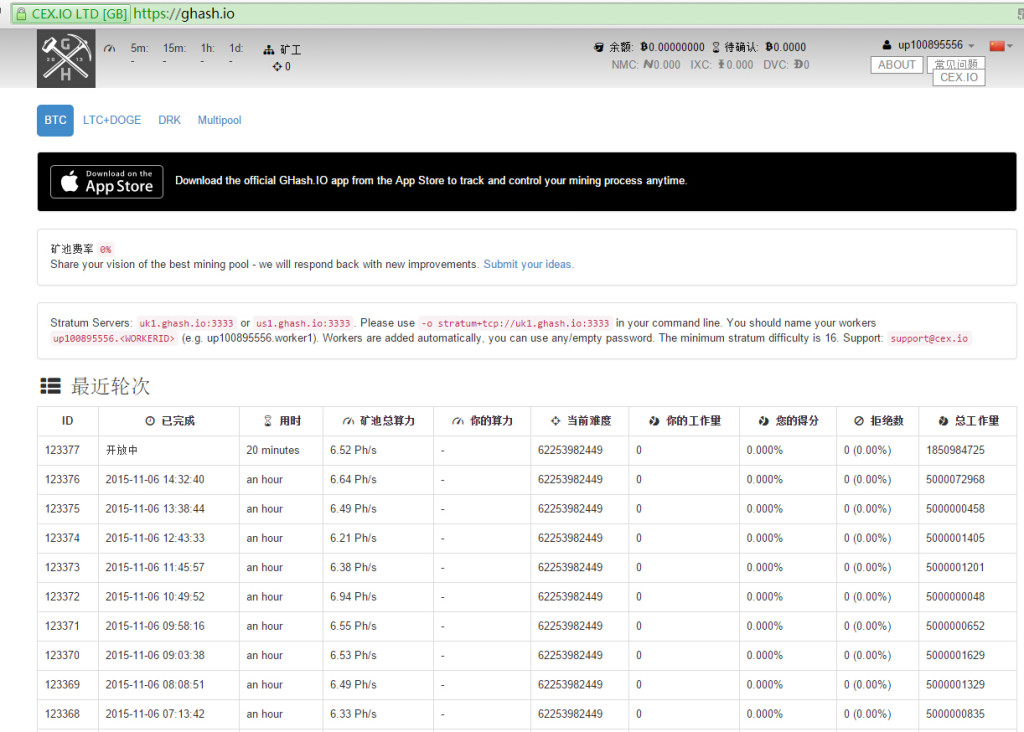 CEX.IO LTD [GB] https://ghash.io
G H 2013
5m: 15m: 1h: 1d: 矿工
- - - - 0
余额: Ƀ0.00000000 待确认: Ƀ0.0000
NMC: ₦0.000 IXC: ɨ0.000 DVC: Ð0
up100895556
ABOUT 常见问题
CEX.IO
BTC LTC+DOGE DRK Multipool
Download on the App Store
Download the official GHash.IO app from the App Store to track and control your mining process anytime.
矿池费率 0%
Share your vision of the best mining pool - we will respond back with new improvements. Submit your ideas.
Stratum Servers: uk1.ghash.io:3333 or us1.ghash.io:3333. Please use -o stratum+tcp://uk1.ghash.io:3333 in your command line. You should name your workers
up100895556.<WORKERID> (e.g. up100895556.worker1). Workers are added automatically, you can use any/empty password. The minimum stratum difficulty is 16. Support: support@cex.io
最近轮次
ID 已完成 用时 矿池总算力 你的算力 当前难度 你的工作量 您的得分 拒绝数 总工作量
123377 开放中 20 minutes 6.52 Ph/s - 62253982449 0 0.000% 0 (0.00%) 1850984725
123376 2015-11-06 14:32:40 an hour 6.64 Ph/s - 62253982449 0 0.000% 0 (0.00%) 5000072968
123375 2015-11-06 13:38:44 an hour 6.49 Ph/s - 62253982449 0 0.000% 0 (0.00%) 5000000458
123374 2015-11-06 12:43:33 an hour 6.21 Ph/s - 62253982449 0 0.000% 0 (0.00%) 5000001405
123373 2015-11-06 11:45:57 an hour 6.38 Ph/s - 62253982449 0 0.000% 0 (0.00%) 5000001201
123372 2015-11-06 10:49:52 an hour 6.94 Ph/s - 62253982449 0 0.000% 0 (0.00%) 5000000048
123371 2015-11-06 09:58:16 an hour 6.55 Ph/s - 62253982449 0 0.000% 0 (0.00%) 5000000652
123370 2015-11-06 09:03:38 an hour 6.53 Ph/s - 62253982449 0 0.000% 0 (0.00%) 5000001629
123369 2015-11-06 08:08:51 an hour 6.49 Ph/s - 62253982449 0 0.000% 0 (0.00%) 5000001329
123368 2015-11-06 07:13:42 an hour 6.33 Ph/s - 62253982449 0 0.000% 0 (0.00%) 5000000835